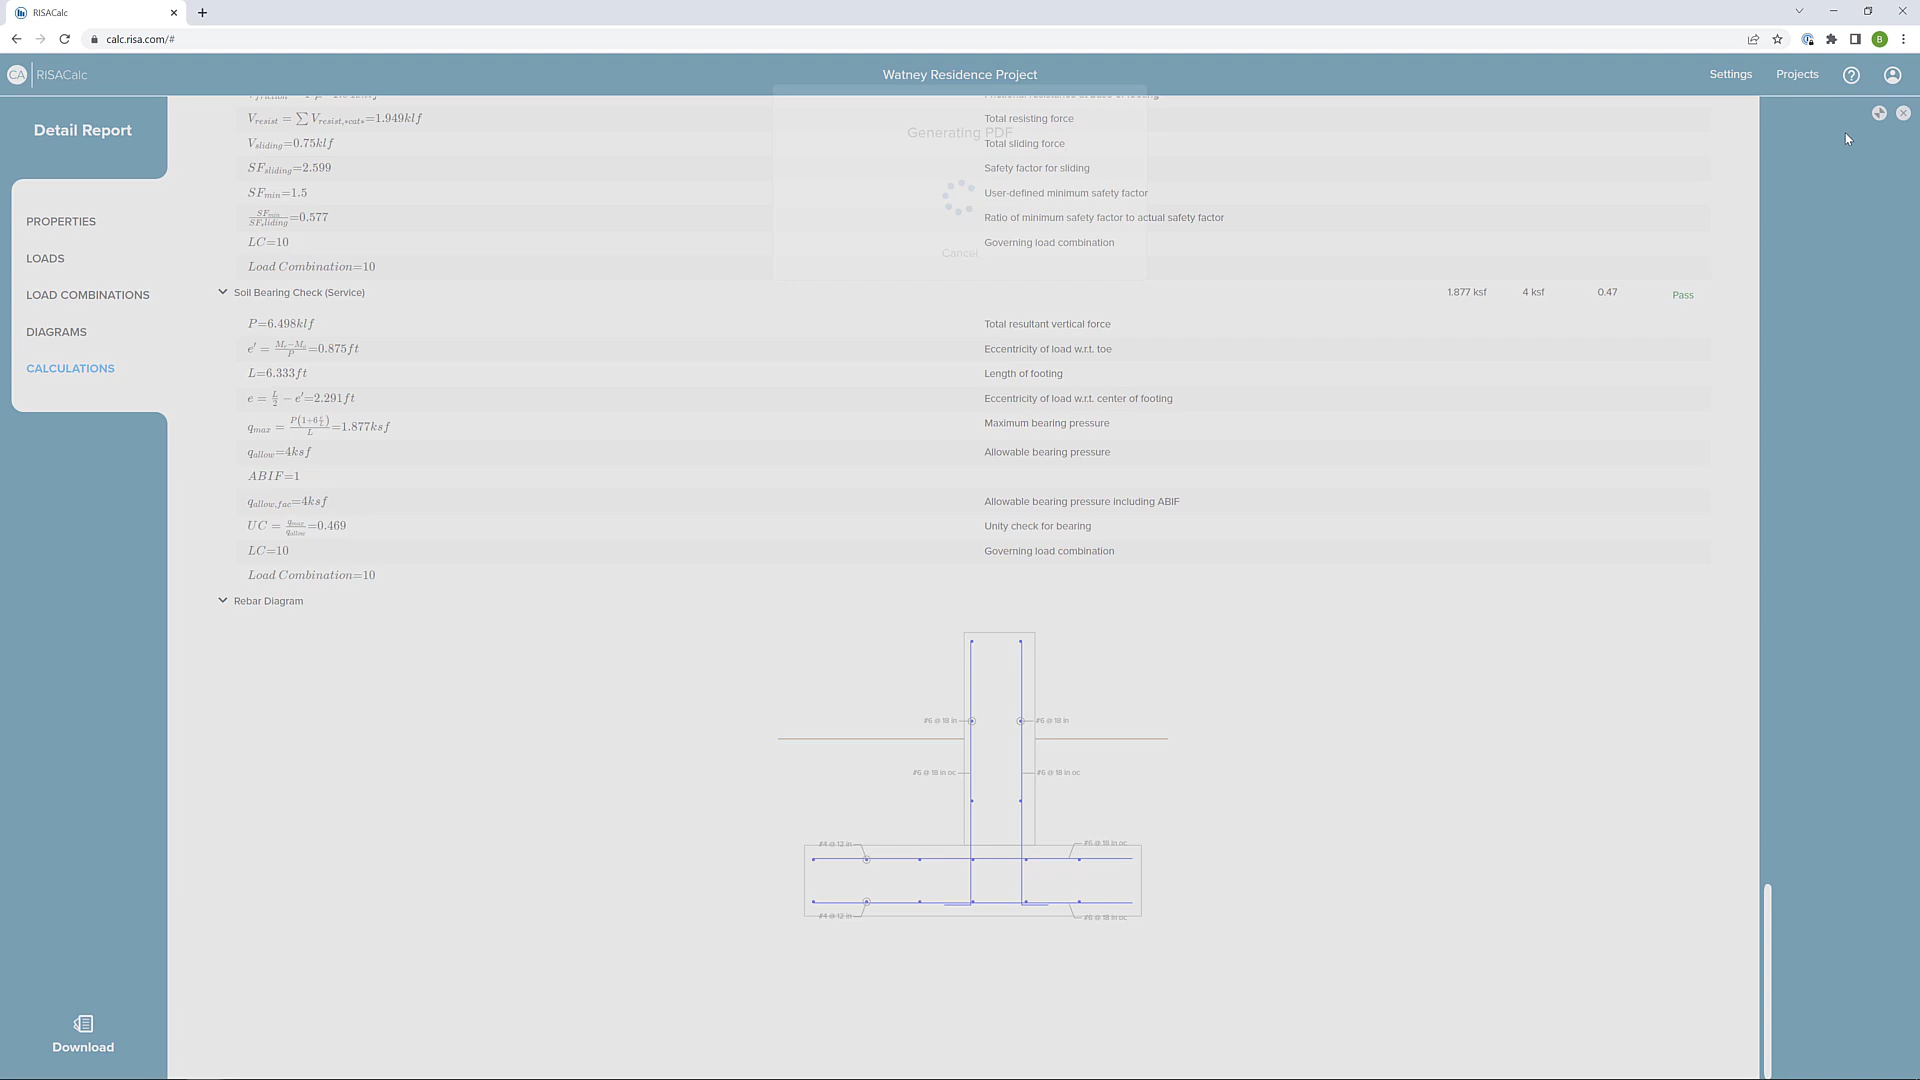 RISACalc
calc.risa.com/#
B
CA RISACalc
Watney Residence Project
Settings
Projects
Detail Report
PROPERTIES
LOADS
LOAD COMBINATIONS
DIAGRAMS
CALCULATIONS
Download
Generating PDF
Cancel
V_resist = ∑ V_resist,*cat*=1.949klf Total resisting force
V_sliding=0.75klf Total sliding force
SF_sliding=2.599 Safety factor for sliding
SF_min=1.5 User-defined minimum safety factor
SF_min/SF_sliding=0.577 Ratio of minimum safety factor to actual safety factor
LC=10 Governing load combination
Load Combination=10
Soil Bearing Check (Service) 1.877 ksf 4 ksf 0.47 Pass
P=6.498klf Total resultant vertical force
e' = (M_r−M_o)/P=0.875ft Eccentricity of load w.r.t. toe
L=6.333ft Length of footing
e = L/2 − e'=2.291ft Eccentricity of load w.r.t. center of footing
q_max = P(1+6 e/L)/L=1.877ksf Maximum bearing pressure
q_allow=4ksf Allowable bearing pressure
ABIF=1
q_allow,fac=4ksf Allowable bearing pressure including ABIF
UC = q_max/q_allow=0.469 Unity check for bearing
LC=10 Governing load combination
Load Combination=10
Rebar Diagram
#6 @ 18 in #6 @ 18 in
#6 @ 18 in oc #6 @ 18 in oc
#4 @ 12 in #6 @ 18 in oc
#4 @ 12 in #6 @ 18 in oc